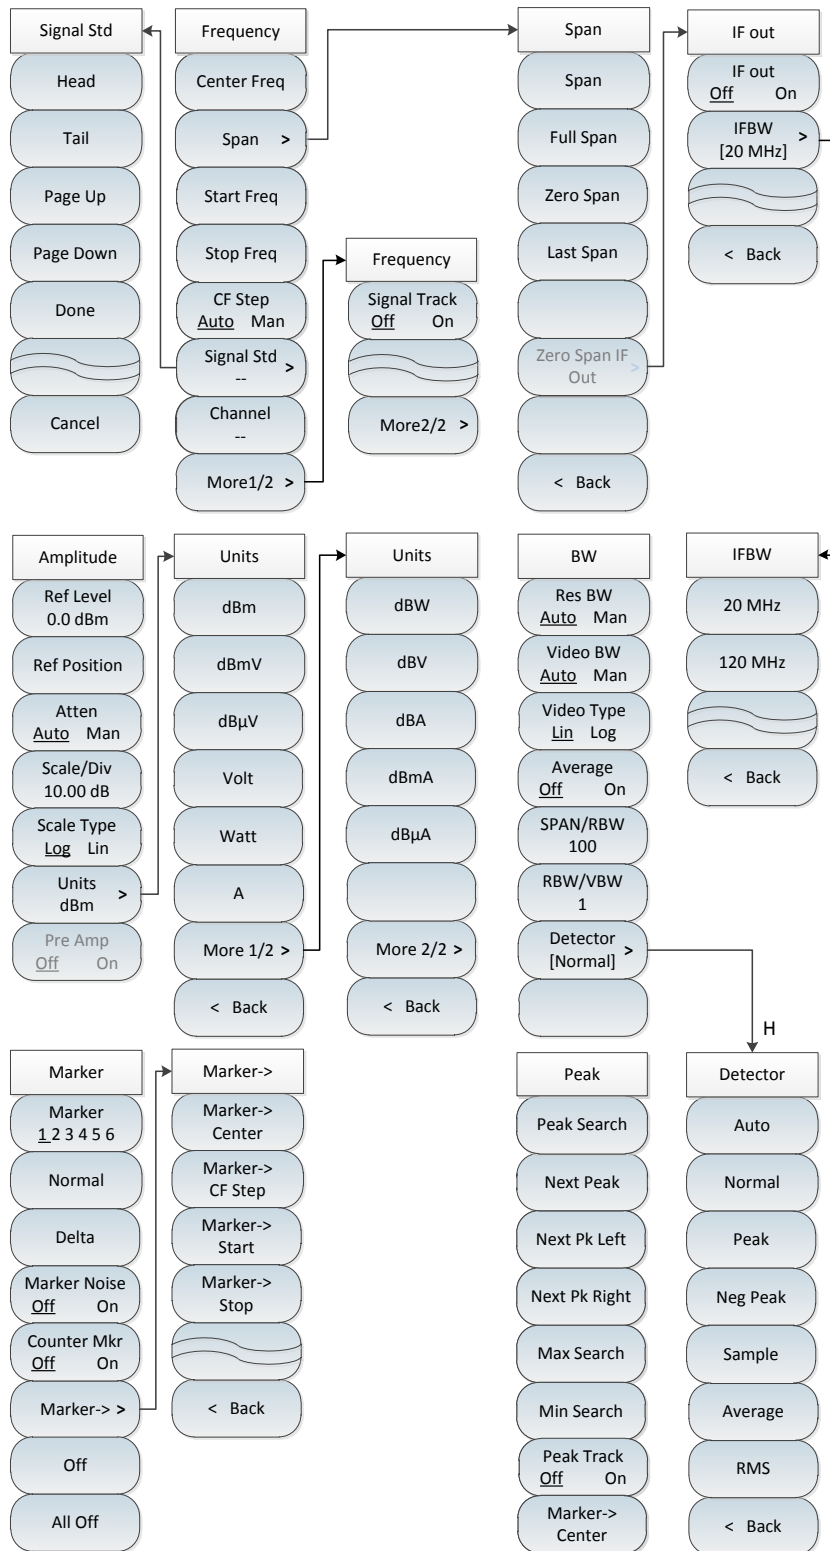 Signal Std
Head
Tail
Page Up
Page Down
Done
Cancel
Frequency
Center Freq
Span >
Start Freq
Stop Freq
CF Step
Auto Man
Signal Std >
--
Channel
--
More1/2 >
Frequency
Signal Track
Off On
More2/2 >
Span
Span
Full Span
Zero Span
Last Span
Zero Span IF >
Out
< Back
IF out
IF out
Off On
IFBW >
[20 MHz]
< Back
Amplitude
Ref Level
0.0 dBm
Ref Position
Atten
Auto Man
Scale/Div
10.00 dB
Scale Type
Log Lin
Units >
dBm
Pre Amp
Off On
Units
dBm
dBmV
dBµV
Volt
Watt
A
More 1/2 >
< Back
Units
dBW
dBV
dBA
dBmA
dBµA
More 2/2 >
< Back
BW
Res BW
Auto Man
Video BW
Auto Man
Video Type
Lin Log
Average
Off On
SPAN/RBW
100
RBW/VBW
1
Detector >
[Normal]
IFBW
20 MHz
120 MHz
< Back
H
Marker
Marker
1 2 3 4 5 6
Normal
Delta
Marker Noise
Off On
Counter Mkr
Off On
Marker-> >
Off
All Off
Marker->
Marker->
Center
Marker->
CF Step
Marker->
Start
Marker->
Stop
< Back
Peak
Peak Search
Next Peak
Next Pk Left
Next Pk Right
Max Search
Min Search
Peak Track
Off On
Marker->
Center
Detector
Auto
Normal
Peak
Neg Peak
Sample
Average
RMS
< Back